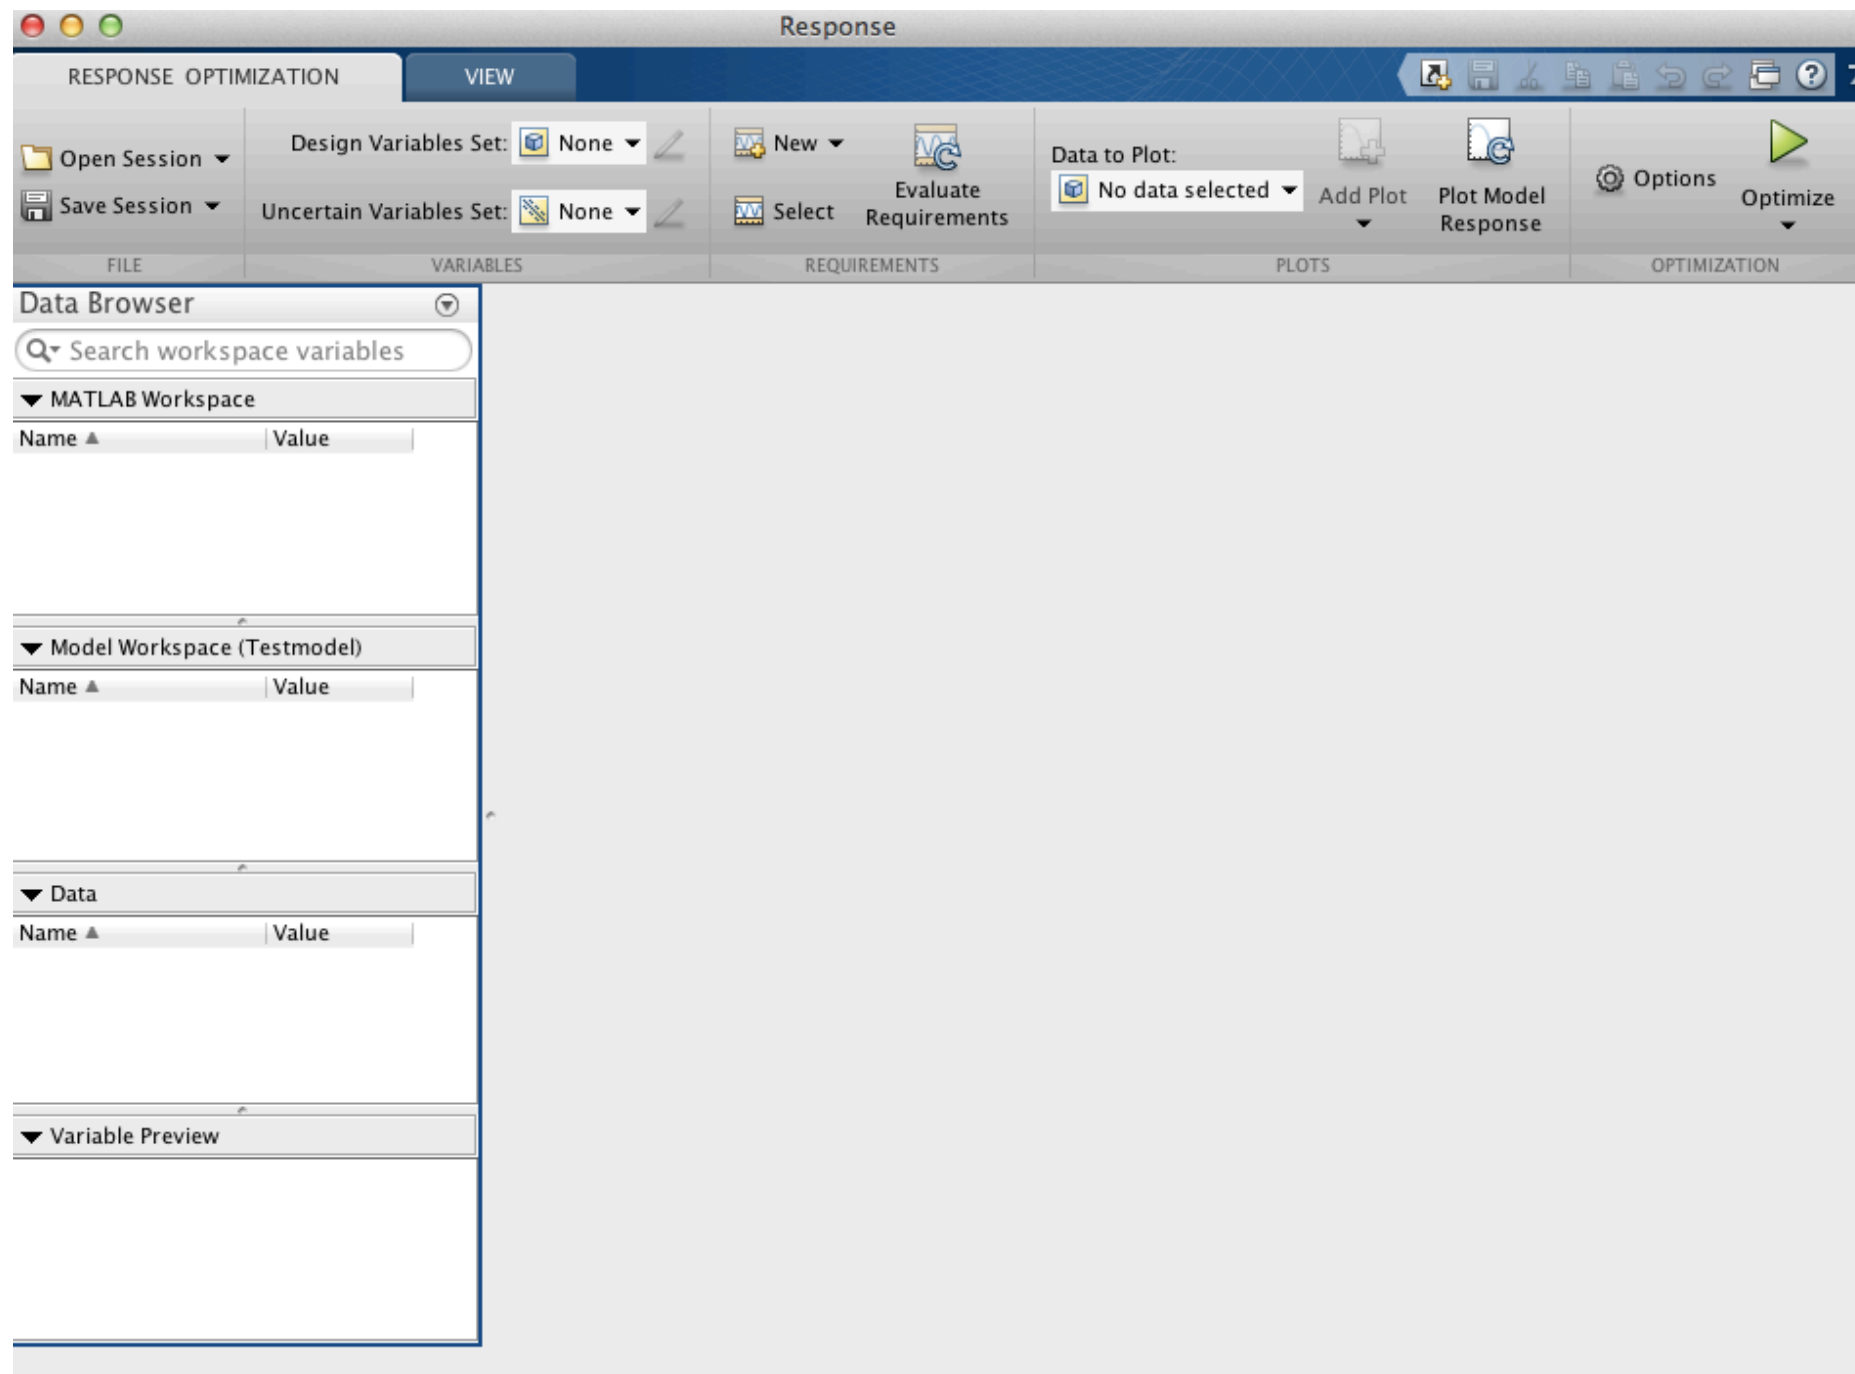 Response
RESPONSE OPTIMIZATION
VIEW
Open Session
Save Session
FILE
Design Variables Set: None
Uncertain Variables Set: None
VARIABLES
New
Select
Evaluate
Requirements
REQUIREMENTS
Data to Plot:
No data selected
Add Plot
Plot Model
Response
PLOTS
Options
Optimize
OPTIMIZATION
Data Browser
Search workspace variables
MATLAB Workspace
Name Value
Model Workspace (Testmodel)
Name Value
Data
Name Value
Variable Preview